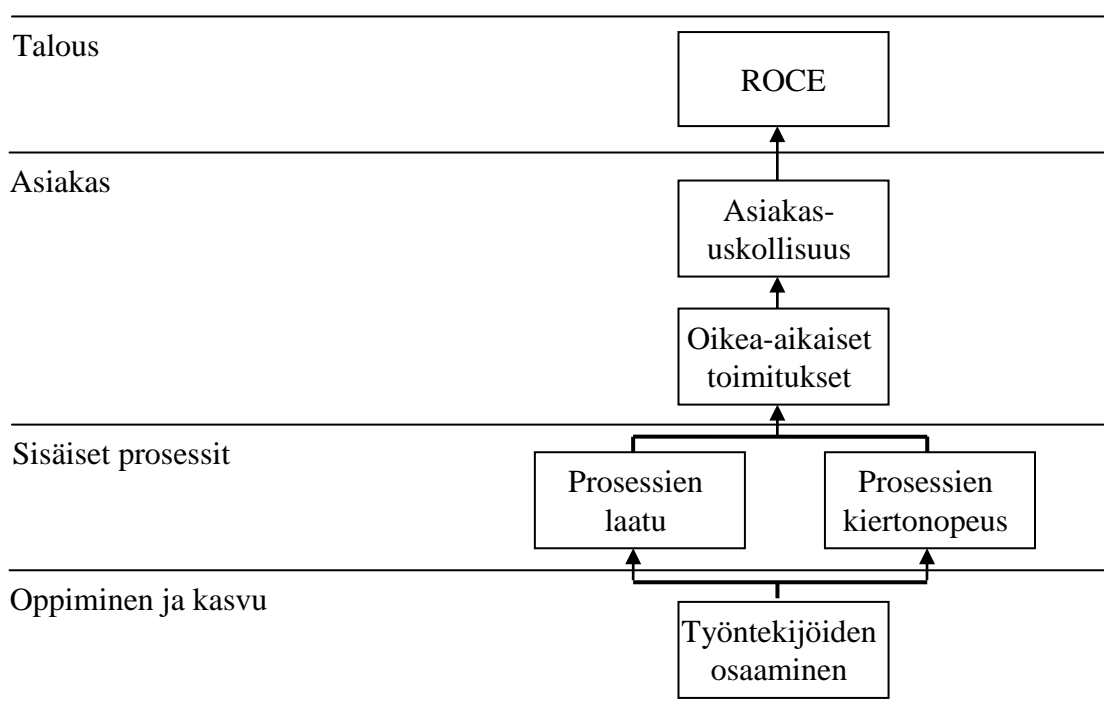 Talous
ROCE
Asiakas
Asiakas-
uskollisuus
Oikea-aikaiset
toimitukset
Sisäiset prosessit
Prosessien
laatu
Prosessien
kiertonopeus
Oppiminen ja kasvu
Työntekijöiden
osaaminen